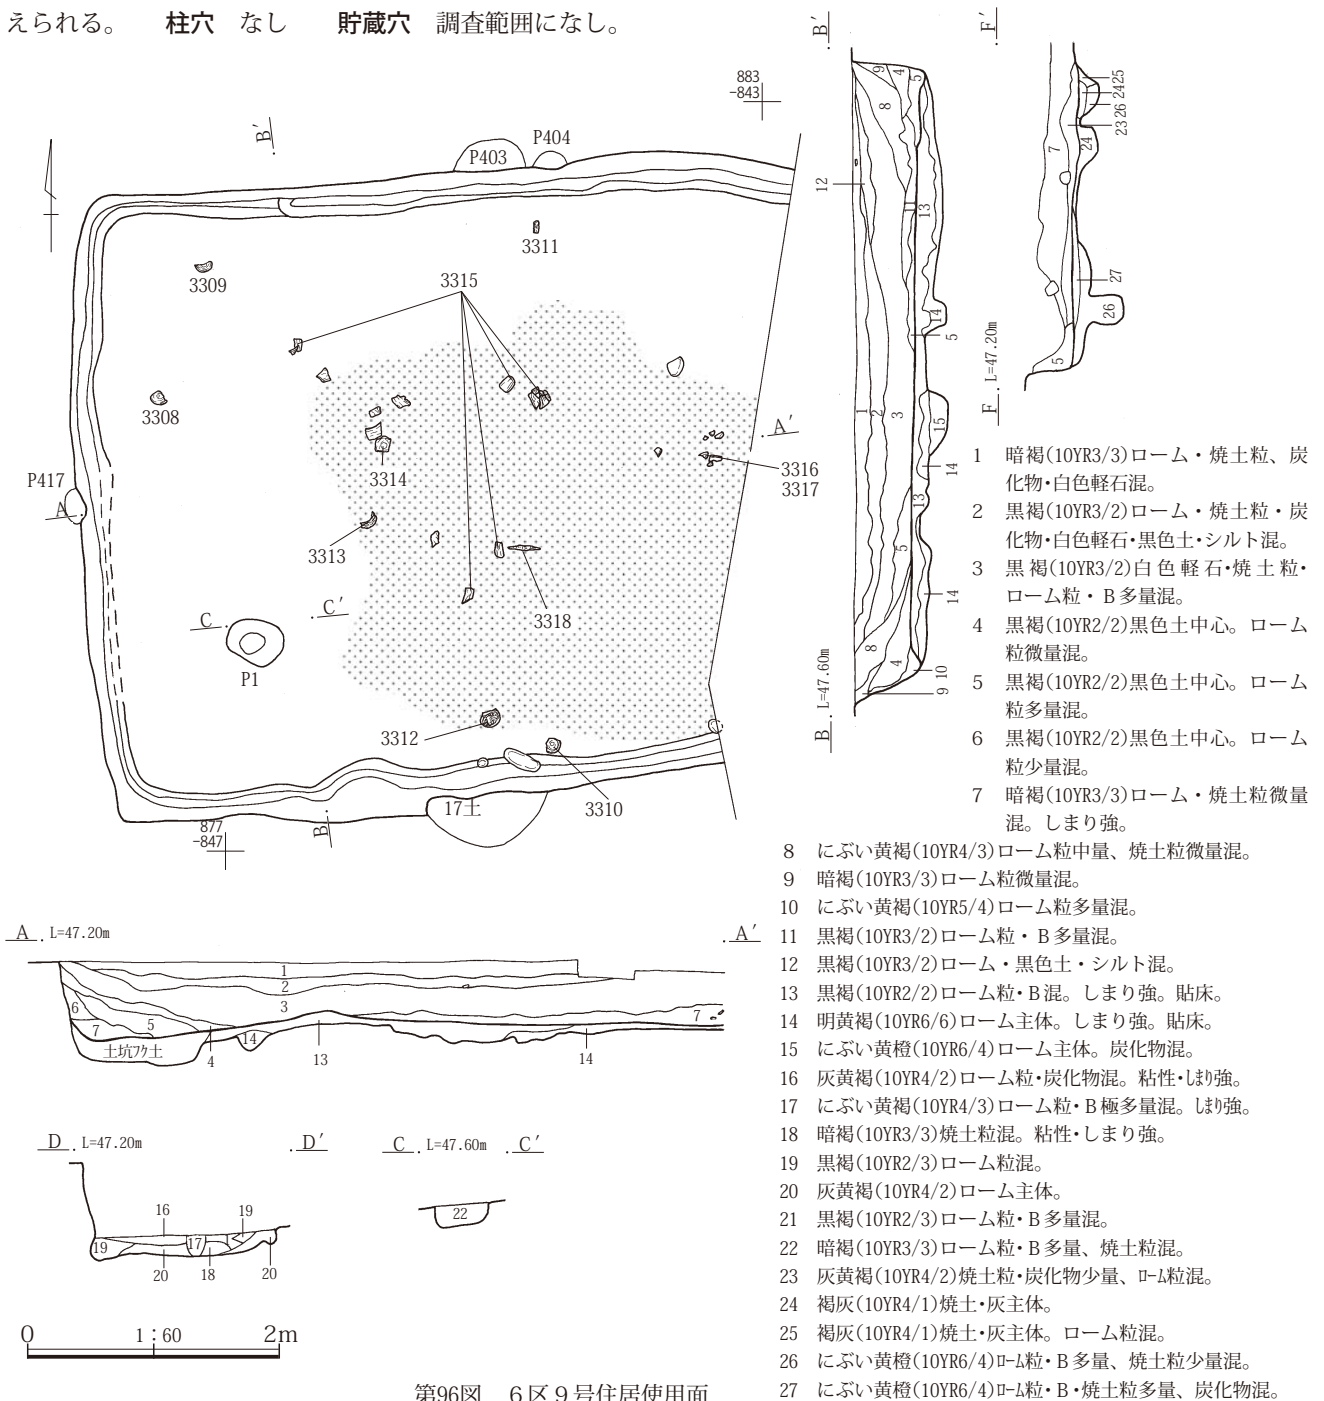 えられる。　柱穴　なし　貯蔵穴　調査範囲になし。
883
-843
B′
P403
P404
3311
3309
3315
3308
3314
A′
3316
3317
P417
A
3313
C
C′
3318
P1
3312
3310
17土
877
-847
B
B′
9
4
5
8
12
11
13
14
5
1
2
3
15
14
13
5
14
8
4
10
9
B L=47.60m
F′
25
24
26
23
7
24
27
26
5
F L=47.20m
1　暗褐(10YR3/3)ローム・焼土粒、炭
化物・白色軽石混。
2　黒褐(10YR3/2)ローム・焼土粒・炭
化物・白色軽石・黒色土・シルト混。
3　黒褐(10YR3/2)白色軽石・焼土粒・
ローム粒・Ｂ多量混。
4　黒褐(10YR2/2)黒色土中心。ローム
粒微量混。
5　黒褐(10YR2/2)黒色土中心。ローム
粒多量混。
6　黒褐(10YR2/2)黒色土中心。ローム
粒少量混。
7　暗褐(10YR3/3)ローム・焼土粒微量
混。しまり強。
8　にぶい黄褐(10YR4/3)ローム粒中量、焼土粒微量混。
9　暗褐(10YR3/3)ローム粒微量混。
10　にぶい黄褐(10YR5/4)ローム粒多量混。
11　黒褐(10YR3/2)ローム粒・Ｂ多量混。
12　黒褐(10YR3/2)ローム・黒色土・シルト混。
13　黒褐(10YR2/2)ローム粒・B混。しまり強。貼床。
14　明黄褐(10YR6/6)ローム主体。しまり強。貼床。
15　にぶい黄橙(10YR6/4)ローム主体。炭化物混。
16　灰黄褐(10YR4/2)ローム粒・炭化物混。粘性・しまり強。
17　にぶい黄褐(10YR4/3)ローム粒・Ｂ極多量混。しまり強。
18　暗褐(10YR3/3)焼土粒混。粘性・しまり強。
19　黒褐(10YR2/3)ローム粒混。
20　灰黄褐(10YR4/2)ローム主体。
21　黒褐(10YR2/3)ローム粒・Ｂ多量混。
22　暗褐(10YR3/3)ローム粒・Ｂ多量、焼土粒混。
23　灰黄褐(10YR4/2)焼土粒・炭化物少量、ローム粒混。
24　褐灰(10YR4/1)焼土・灰主体。
25　褐灰(10YR4/1)焼土・灰主体。ローム粒混。
26　にぶい黄橙(10YR6/4)ローム粒・Ｂ多量、焼土粒少量混。
27　にぶい黄橙(10YR6/4)ローム粒・Ｂ・焼土粒多量、炭化物混。
A L=47.20m
A′
1
2
3
6
7
5
土坑フク土
4
14
13
14
7
D L=47.20m
D′
16
19
19
17
20
18
20
C L=47.60m
C′
22
0
1：60
2m
第96図　６区９号住居使用面